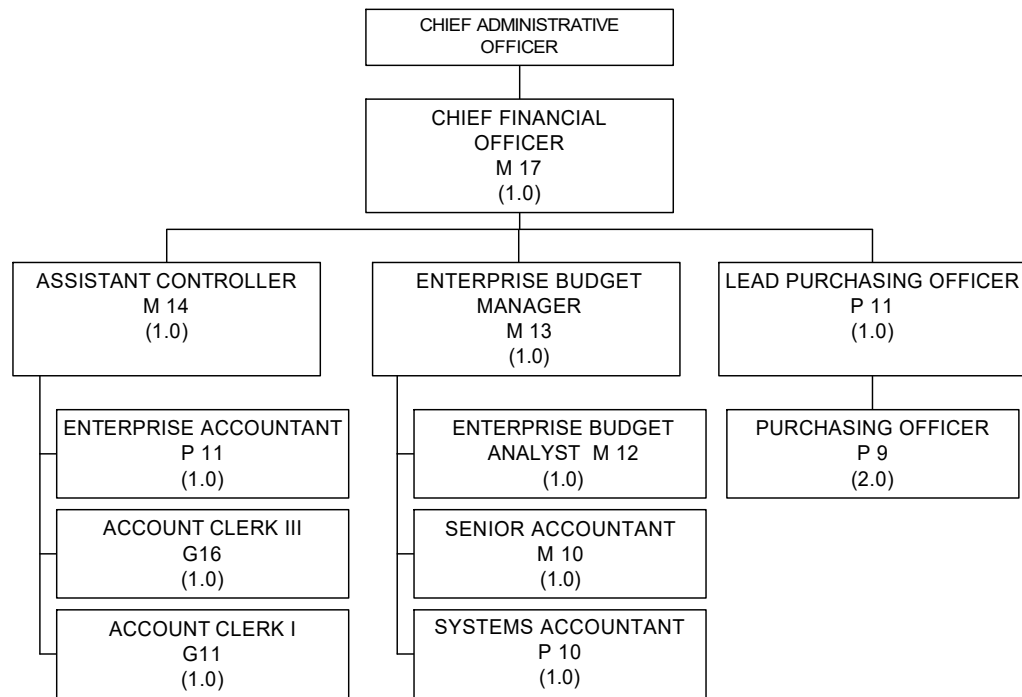 CHIEF ADMINISTRATIVE
OFFICER
CHIEF FINANCIAL
OFFICER
M 17
(1.0)
ASSISTANT CONTROLLER
M 14
(1.0)
ENTERPRISE BUDGET
MANAGER
M 13
(1.0)
LEAD PURCHASING OFFICER
P 11
(1.0)
ENTERPRISE ACCOUNTANT
P 11
(1.0)
ENTERPRISE BUDGET
ANALYST M 12
(1.0)
PURCHASING OFFICER
P 9
(2.0)
ACCOUNT CLERK III
G16
(1.0)
SENIOR ACCOUNTANT
M 10
(1.0)
ACCOUNT CLERK I
G11
(1.0)
SYSTEMS ACCOUNTANT
P 10
(1.0)